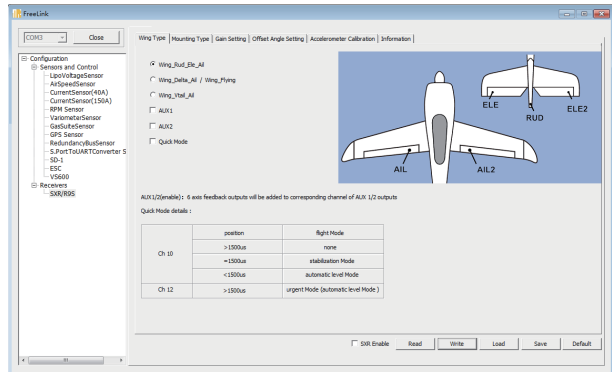 FreeLink
COM3 Close
Configuration
Sensors and Control
LipoVoltageSensor
AirSpeedSensor
CurrentSensor(40A)
CurrentSensor(150A)
RPM Sensor
VariometerSensor
GasSuiteSensor
GPS Sensor
RedundancyBusSensor
S.PortToUARTConverter S
SD-1
ESC
VS600
Receivers
SXR/R9S
Wing Type Mounting Type Gain Setting Offset Angle Setting Accelerometer Calibration Information
Wing_Rud_Ele_Ail
Wing_Delta_Ail / Wing_Flying
Wing_Vtail_Ail
AUX1
AUX2
Quick Mode
ELE RUD ELE2
AIL AIL2
AUX1/2(enable): 6 axis feedback outputs will be added to corresponding channel of AUX 1/2 outputs
Quick Mode details :
position flight Mode
Ch 10 >1500us none
=1500us stabilization Mode
<1500us automatic level Mode
Ch 12 >1500us urgent Mode (automatic level Mode )
SXR Enable Read Write Load Save Default